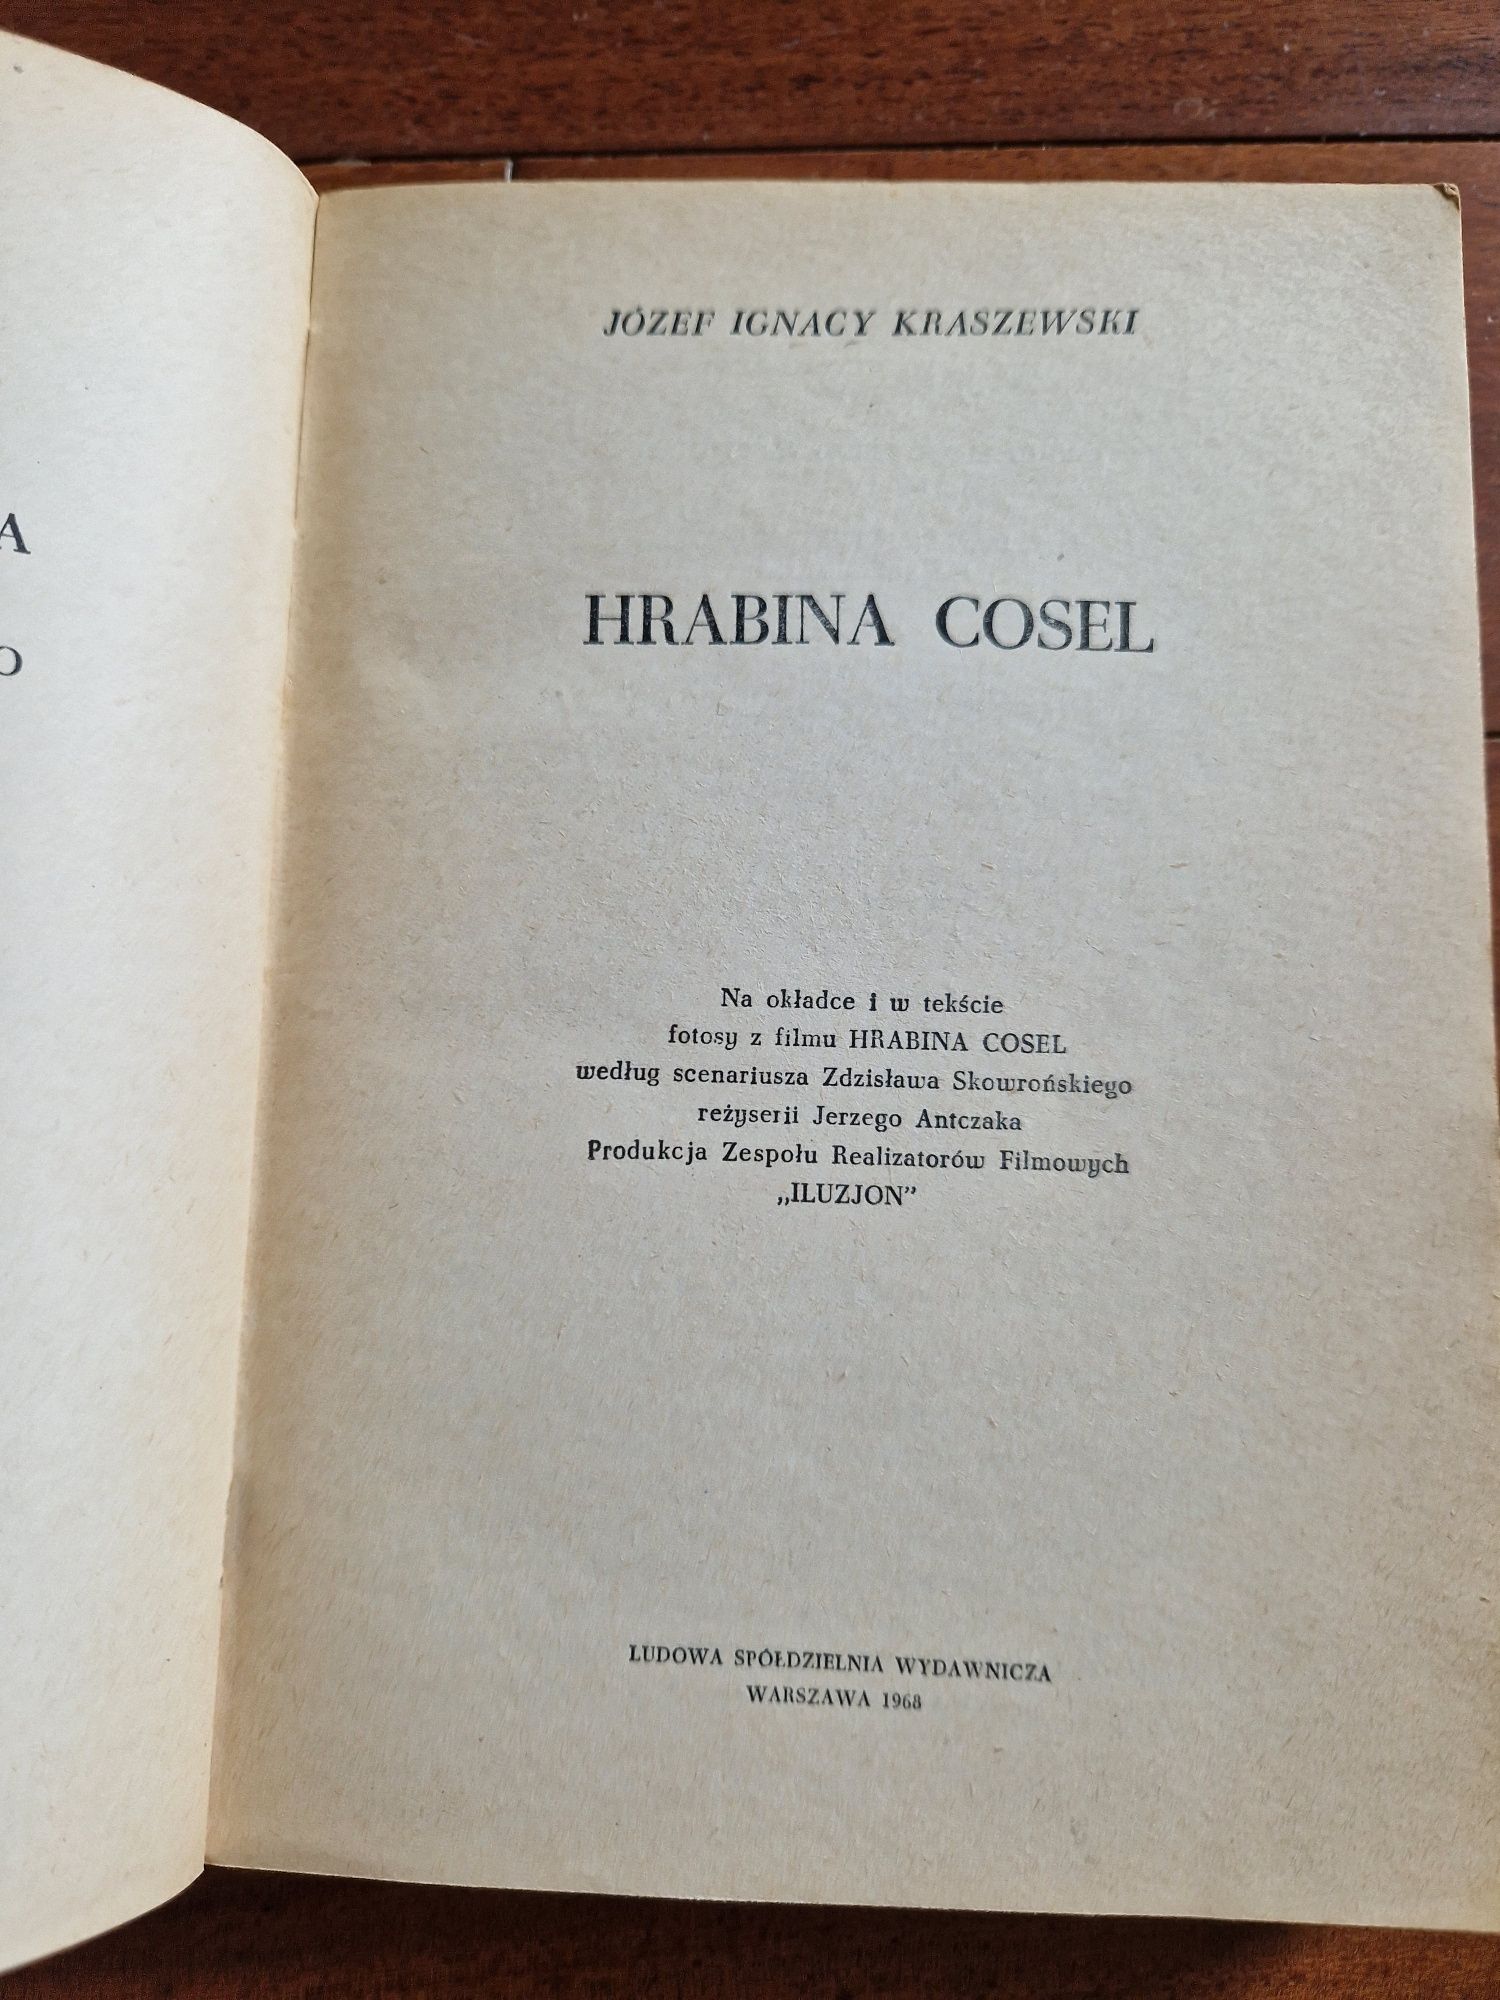 A
O
JÓZEF IGNACY KRASZEWSKI
HRABINA COSEL
Na okładce i w tekście
fotosy z filmu HRABINA COSEL
według scenariusza Zdzisława Skowrońskiego
reżyserii Jerzego Antczaka
Produkcja Zespołu Realizatorów Filmowych
„ILUZJON”
LUDOWA SPÓŁDZIELNIA WYDAWNICZA
WARSZAWA 1968